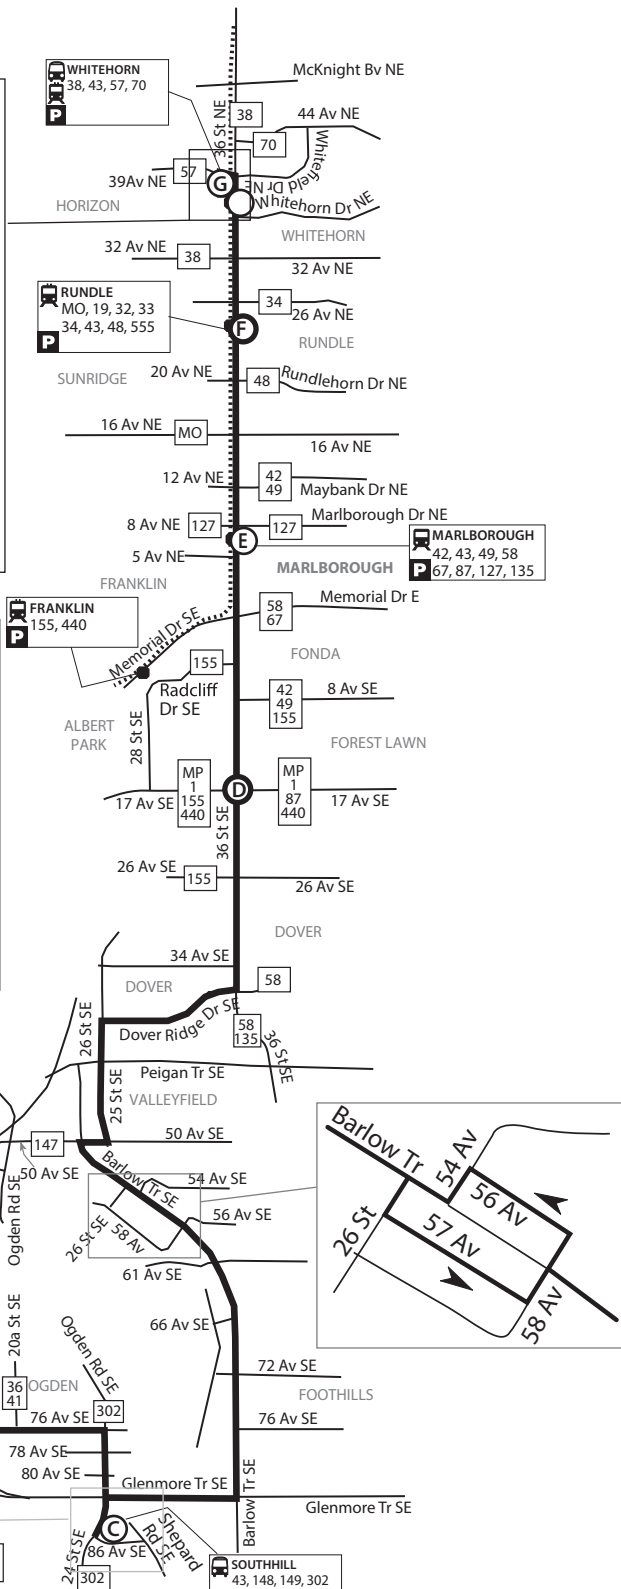 McKnight Bv NE
WHITEHORN
38, 43, 57, 70
P
36 St NE
38
44 Av NE
70
Whitefield Dr NE
57
39Av NE
G
Whitehorn Dr NE
HORIZON
WHITEHORN
32 Av NE
38
32 Av NE
RUNDLE
MO, 19, 32, 33
34, 43, 48, 555
P
34
26 Av NE
F
RUNDLE
SUNRIDGE
20 Av NE
48
Rundlehorn Dr NE
16 Av NE
MO
16 Av NE
12 Av NE
42
49
Maybank Dr NE
Marlborough Dr NE
8 Av NE
127
127
E
MARLBOROUGH
42, 43, 49, 58
67, 87, 127, 135
P
5 Av NE
MARLBOROUGH
FRANKLIN
FRANKLIN
155, 440
P
Memorial Dr E
58
67
Memorial Dr SE
FONDA
155
Radcliff
Dr SE
42
49
155
8 Av SE
ALBERT
PARK
28 St SE
FOREST LAWN
MP
1
155
440
D
MP
1
87
440
17 Av SE
17 Av SE
36 St SE
26 Av SE
155
26 Av SE
DOVER
34 Av SE
DOVER
58
Dover Ridge Dr SE
26 St SE
58
135
36 St SE
Peigan Tr SE
25 St SE
VALLEYFIELD
50 Av SE
147
50 Av SE
Barlow Tr SE
54 Av SE
Ogden Rd SE
56 Av SE
26 St SE
58 Av
61 Av SE
Barlow Tr
54 Av
56 Av
26 St
57 Av
58 Av
66 Av SE
20a St SE
Ogden Rd SE
72 Av SE
36
41
OGDEN
FOOTHILLS
302
76 Av SE
76 Av SE
78 Av SE
80 Av SE
Glenmore Tr SE
Barlow Tr SE
Glenmore Tr SE
C
24 St SE
86 Av SE
Shepard
Rd SE
302
SOUTHHILL
43, 148, 149, 302